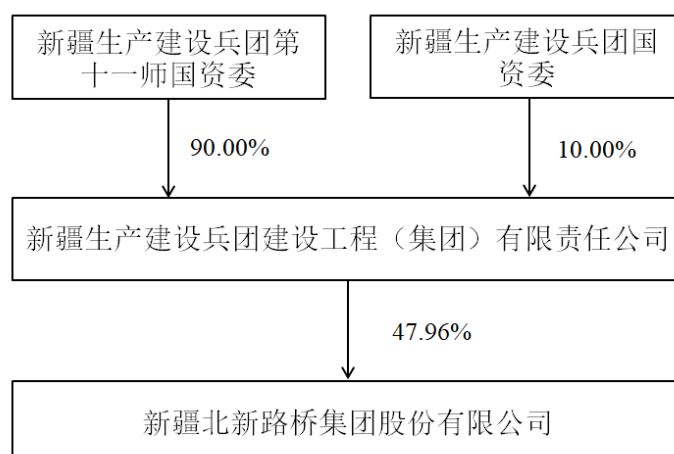 新疆生产建设兵团第
十一师国资委
新疆生产建设兵团国
资委
90.00%
10.00%
新疆生产建设兵团建设工程（集团）有限责任公司
47.96%
新疆北新路桥集团股份有限公司